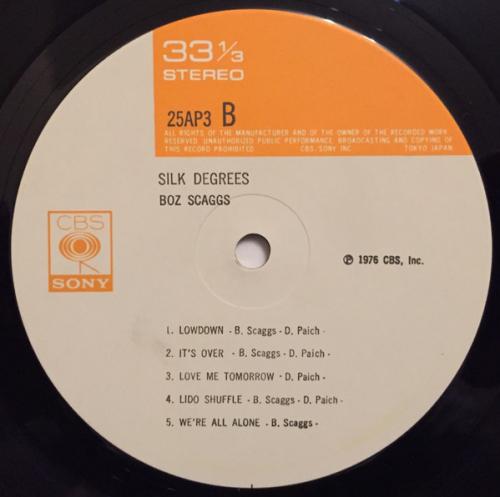 33 1/3
STEREO
25AP3 B
ALL RIGHTS OF THE MANUFACTURER AND OF THE OWNER OF THE RECORDED WORK
RESERVED. UNAUTHORIZED PUBLIC PERFORMANCE, BROADCASTING AND COPYING OF
THIS RECORD PROHIBITED CBS/SONY INC. TOKYO JAPAN
SILK DEGREES
BOZ SCAGGS
CBS
SONY
℗ 1976 CBS, Inc.
1. LOWDOWN - B. Scaggs - D. Paich -
2. IT'S OVER - B. Scaggs - D. Paich -
3. LOVE ME TOMORROW - D. Paich -
4. LIDO SHUFFLE - B. Scaggs - D. Paich -
5. WE'RE ALL ALONE - B. Scaggs -